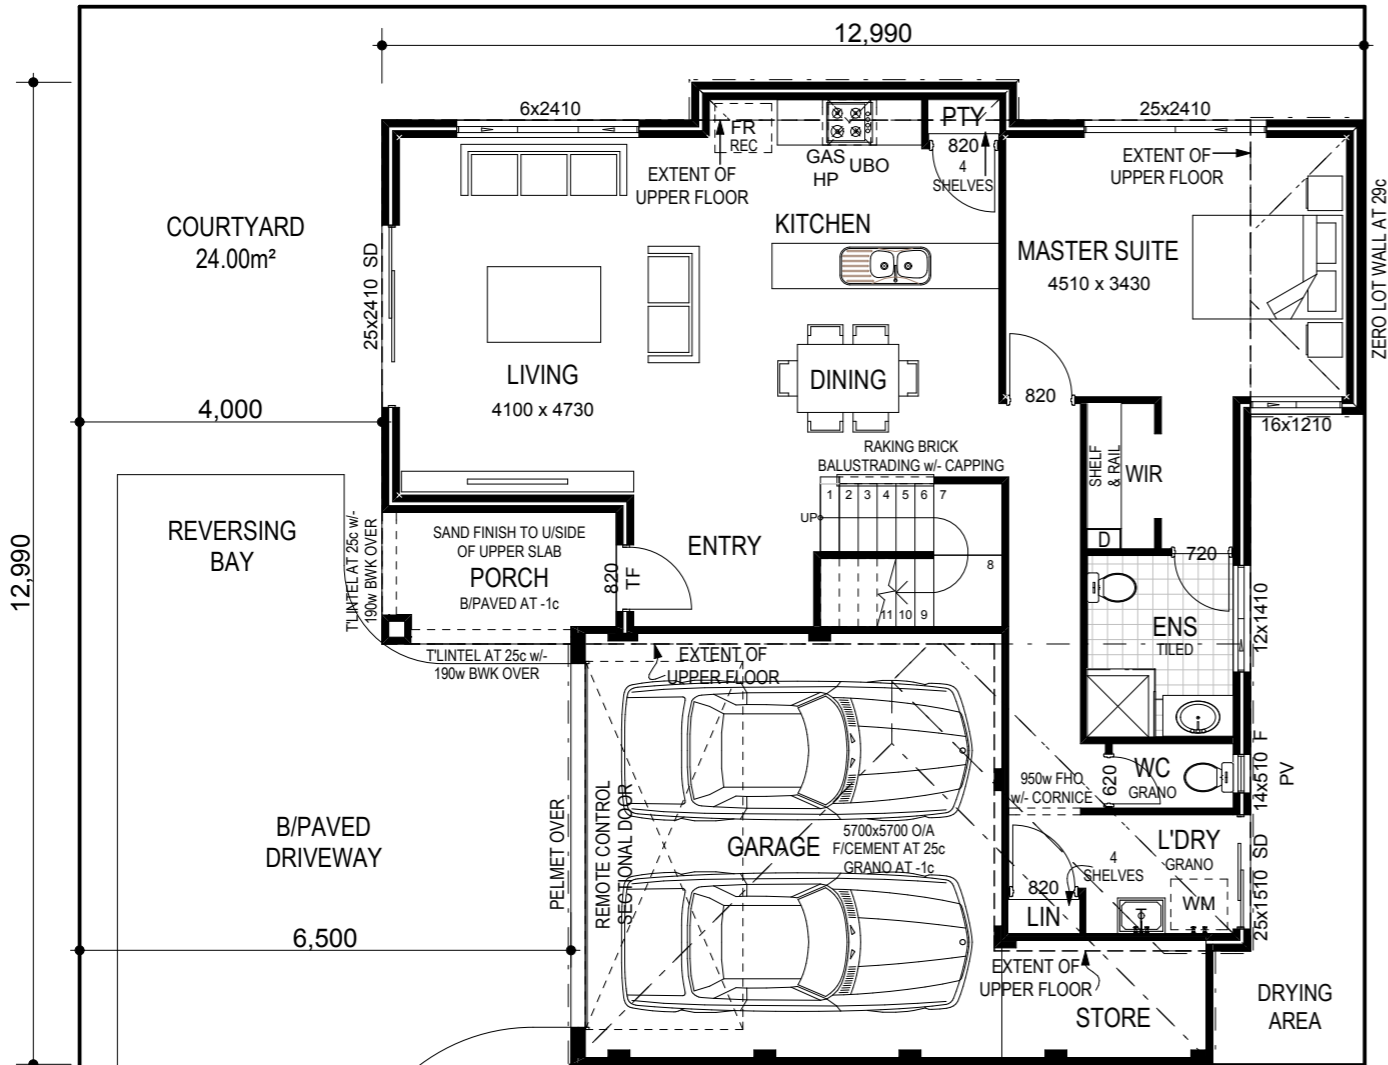 12,990
6x2410
25x2410
FR
REC
GAS
HP
UBO
PTY
820
4
SHELVES
EXTENT OF
UPPER FLOOR
EXTENT OF
UPPER FLOOR
COURTYARD
24.00m²
25x2410 SD
KITCHEN
MASTER SUITE
4510 x 3430
ZERO LOT WALL AT 29c
LIVING
4100 x 4730
DINING
820
4,000
16x1210
RAKING BRICK
BALUSTRADING w/- CAPPING
SHELF
& RAIL
WIR
D
1 2 3 4 5 6 7
UP
8
11 10 9
REVERSING
BAY
T'LINTEL AT 25c w/-
190w BWK OVER
SAND FINISH TO U/SIDE
OF UPPER SLAB
PORCH
B/PAVED AT -1c
820
TF
ENTRY
720
12,990
ENS
TILED
12x1410
T'LINTEL AT 25c w/-
190w BWK OVER
EXTENT OF
UPPER FLOOR
950w FHO
w/- CORNICE
620
WC
GRANO
14x510 F
PV
B/PAVED
DRIVEWAY
PELMET OVER
REMOTE CONTROL
SECTIONAL DOOR
GARAGE
5700x5700 O/A
F/CEMENT AT 25c
GRANO AT -1c
L'DRY
GRANO
4
SHELVES
820
LIN
WM
25x1510 SD
6,500
EXTENT OF
UPPER FLOOR
STORE
DRYING
AREA